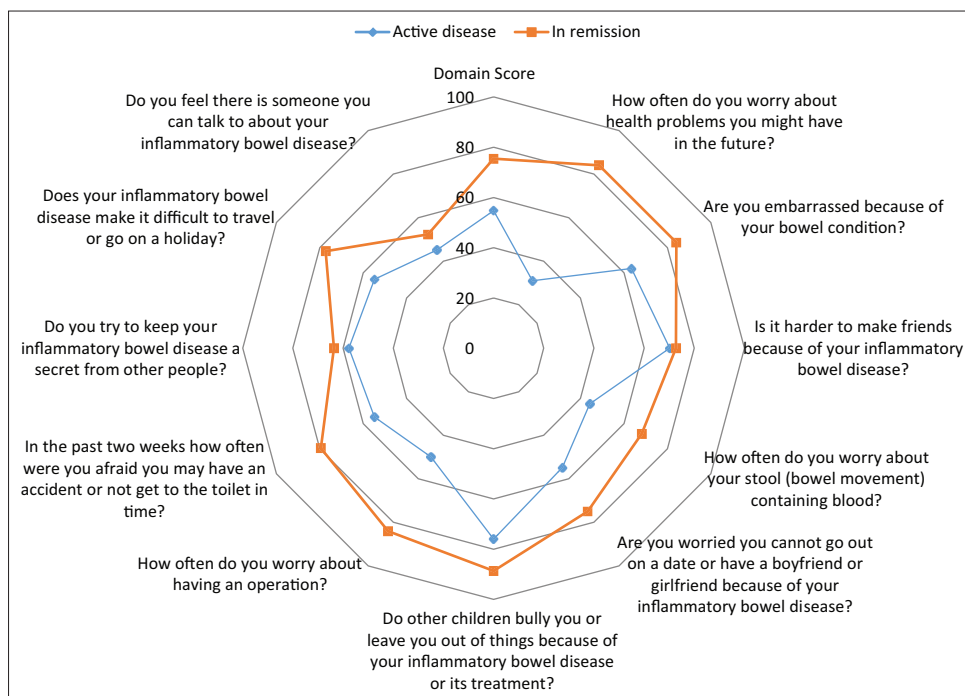 Active disease
In remission
Domain Score
100
80
60
40
20
0
How often do you worry about
health problems you might have
in the future?
Are you embarrassed because of
your bowel condition?
Is it harder to make friends
because of your inflammatory
bowel disease?
How often do you worry about
your stool (bowel movement)
containing blood?
Are you worried you cannot go out
on a date or have a boyfriend or
girlfriend because of your
inflammatory bowel disease?
Do other children bully you or
leave you out of things because of
your inflammatory bowel disease
or its treatment?
How often do you worry about
having an operation?
In the past two weeks how often
were you afraid you may have an
accident or not get to the toilet in
time?
Do you try to keep your
inflammatory bowel disease a
secret from other people?
Does your inflammatory bowel
disease make it difficult to travel
or go on a holiday?
Do you feel there is someone you
can talk to about your
inflammatory bowel disease?